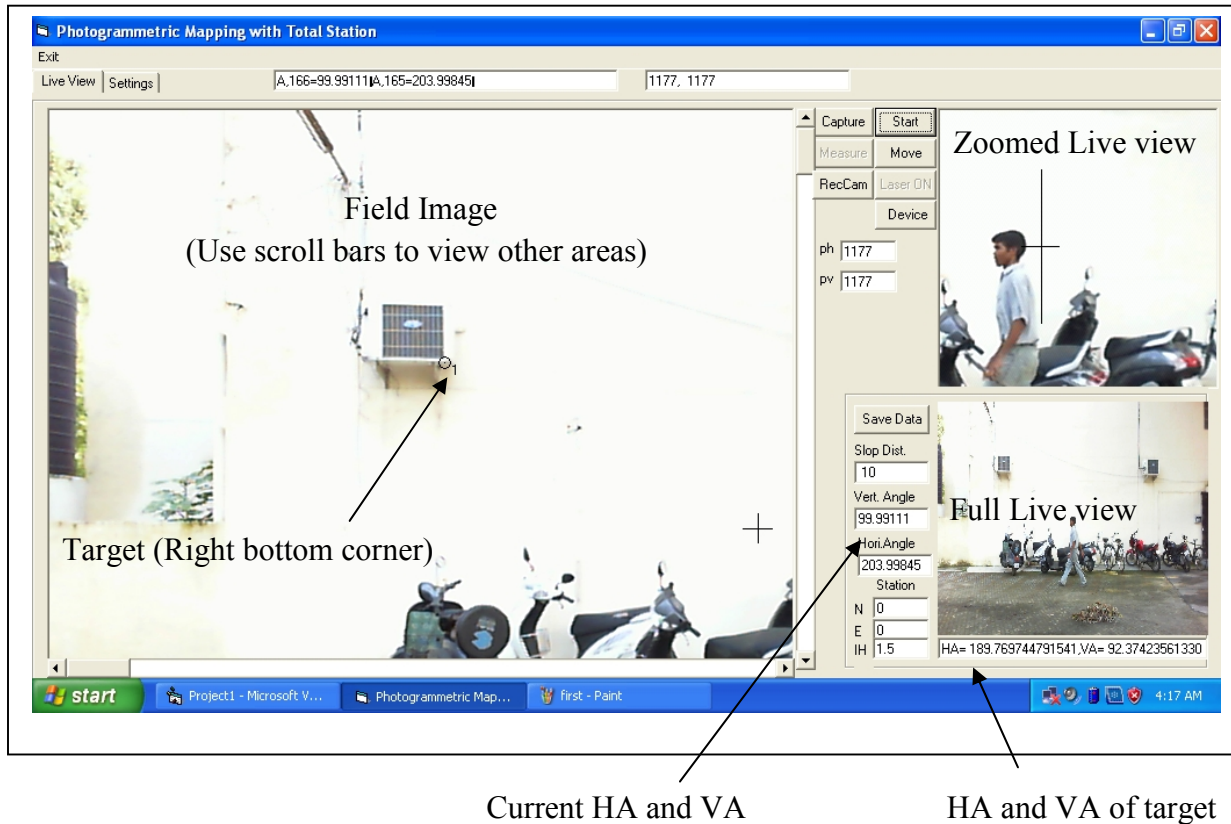 Photogrammetric Mapping with Total Station
Exit
Live View Settings A,166=99.99111 A,165=203.99845 1177, 1177
Capture Start
Measure Move
RecCam Laser ON
Device
ph 1177
pv 1177
Zoomed Live view
Field Image
(Use scroll bars to view other areas)
1
Target (Right bottom corner)
Save Data
Slop Dist.
10
Vert. Angle
99.99111
Hori.Angle
203.99845
Station
N 0
E 0
IH 1.5
Full Live view
HA= 189.769744791541,VA= 92.37423561330
start Project1 - Microsoft V... Photogrammetric Map... first - Paint 4:17 AM
Current HA and VA HA and VA of target